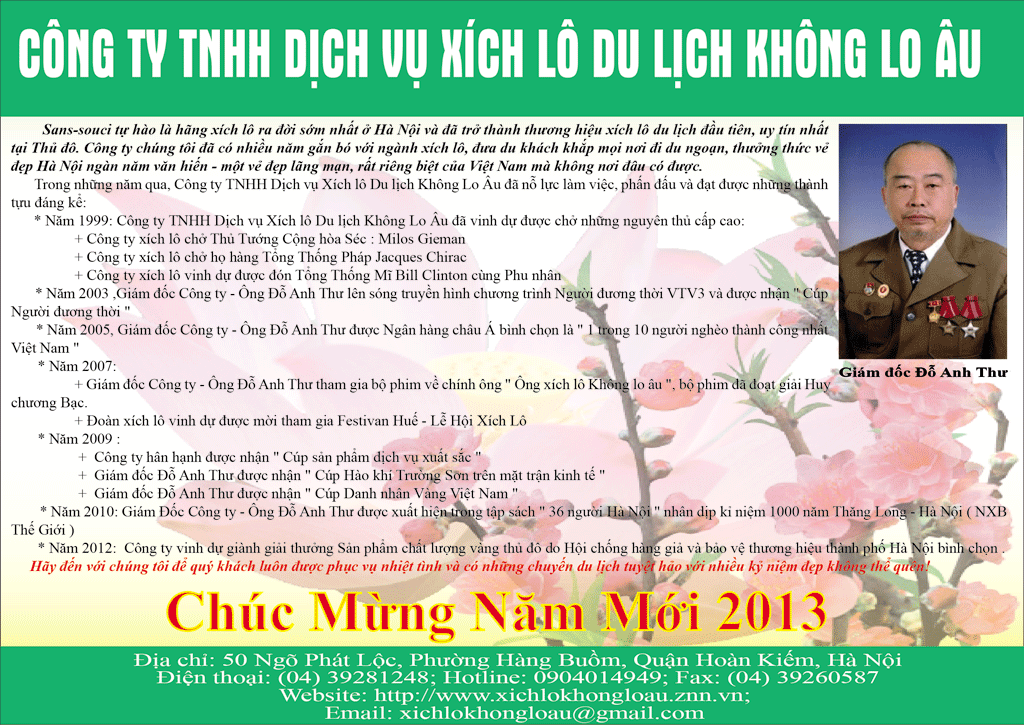 CÔNG TY TNHH DỊCH VỤ XÍCH LÔ DU LỊCH KHÔNG LO ÂU
Sans-souci tự hào là hãng xích lô ra đời sớm nhất ở Hà Nội và đã trở thành thương hiệu xích lô du lịch đầu tiên, uy tín nhất
tại Thủ đô. Công ty chúng tôi đã có nhiều năm gắn bó với ngành xích lô, đưa du khách khắp mọi nơi đi du ngoạn, thưởng thức vẻ
đẹp Hà Nội ngàn năm văn hiến - một vẻ đẹp lãng mạn, rất riêng biệt của Việt Nam mà không nơi đâu có được.
Trong những năm qua, Công ty TNHH Dịch vụ Xích lô Du lịch Không Lo Âu đã nỗ lực làm việc, phấn đấu và đạt được những thành
tựu đáng kể:
* Năm 1999: Công ty TNHH Dịch vụ Xích lô Du lịch Không Lo Âu đã vinh dự được chở những nguyên thủ cấp cao:
+ Công ty xích lô chở Thủ Tướng Cộng hòa Séc : Milos Gieman
+ Công ty xích lô chở họ hàng Tổng Thống Pháp Jacques Chirac
+ Công ty xích lô vinh dự được đón Tổng Thống Mĩ Bill Clinton cùng Phu nhân
* Năm 2003 ,Giám đốc Công ty - Ông Đỗ Anh Thư lên sóng truyền hình chương trình Người đương thời VTV3 và được nhận " Cúp
Người đương thời "
* Năm 2005, Giám đốc Công ty - Ông Đỗ Anh Thư được Ngân hàng châu Á bình chọn là " 1 trong 10 người nghèo thành công nhất
Việt Nam "
* Năm 2007:
+ Giám đốc Công ty - Ông Đỗ Anh Thư tham gia bộ phim về chính ông " Ông xích lô Không lo âu ", bộ phim đã đoạt giải Huy
chương Bạc.
+ Đoàn xích lô vinh dự được mời tham gia Festivan Huế - Lễ Hội Xích Lô
* Năm 2009 :
+ Công ty hân hạnh được nhận " Cúp sản phẩm dịch vụ xuất sắc "
+ Giám đốc Đỗ Anh Thư được nhận " Cúp Hào khí Trường Sơn trên mặt trận kinh tế "
+ Giám đốc Đỗ Anh Thư được nhận " Cúp Danh nhân Vàng Việt Nam "
* Năm 2010: Giám Đốc Công ty - Ông Đỗ Anh Thư được xuất hiện trong tập sách " 36 người Hà Nội " nhân dịp kỉ niệm 1000 năm Thăng Long - Hà Nội ( NXB
Thế Giới )
* Năm 2012: Công ty vinh dự giành giải thưởng Sản phẩm chất lượng vàng thủ đô do Hội chống hàng giả và bảo vệ thương hiệu thành phố Hà Nội bình chọn .
Hãy đến với chúng tôi để quý khách luôn được phục vụ nhiệt tình và có những chuyến du lịch tuyệt hảo với nhiều kỷ niệm đẹp không thể quên!
Giám đốc Đỗ Anh Thư
Chúc Mừng Năm Mới 2013
Địa chỉ: 50 Ngõ Phát Lộc, Phường Hàng Buồm, Quận Hoàn Kiếm, Hà Nội
Điện thoại: (04) 39281248; Hotline: 0904014949; Fax: (04) 39260587
Website: http://www.xichlokhongloau.znn.vn;
Email: xichlokhongloau@gmail.com